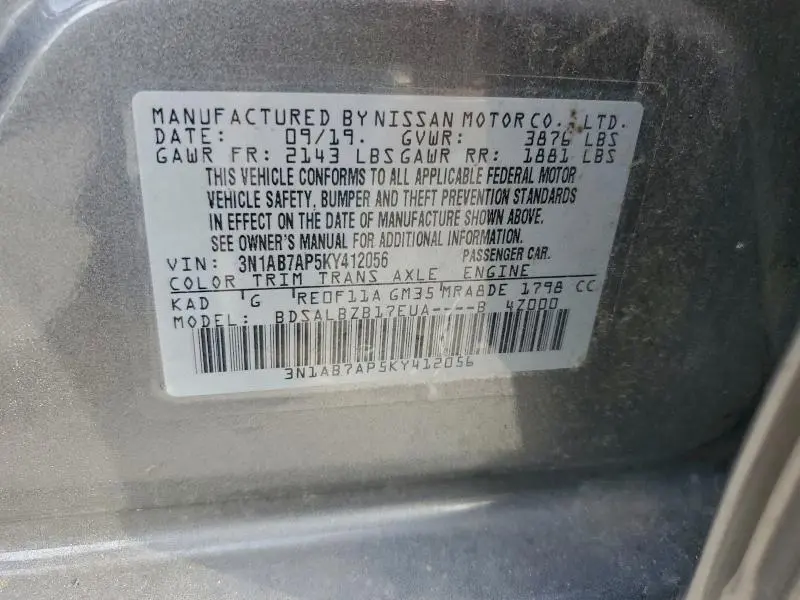 MANUFACTURED BY NISSAN MOTOR CO., LTD.
DATE: 09/19. GVWR: 3876 LBS
GAWR FR: 2143 LBS GAWR RR: 1881 LBS
THIS VEHICLE CONFORMS TO ALL APPLICABLE FEDERAL MOTOR
VEHICLE SAFETY, BUMPER AND THEFT PREVENTION STANDARDS
IN EFFECT ON THE DATE OF MANUFACTURE SHOWN ABOVE.
SEE OWNER'S MANUAL FOR ADDITIONAL INFORMATION.
VIN: 3N1AB7AP5KY412056 PASSENGER CAR.
COLOR TRIM TRANS AXLE ENGINE
KAD G RE0F11A GM35 MRA8DE 1798 CC
MODEL: BDSALBZB17EUA----B 4Z000
3N1AB7AP5KY412056